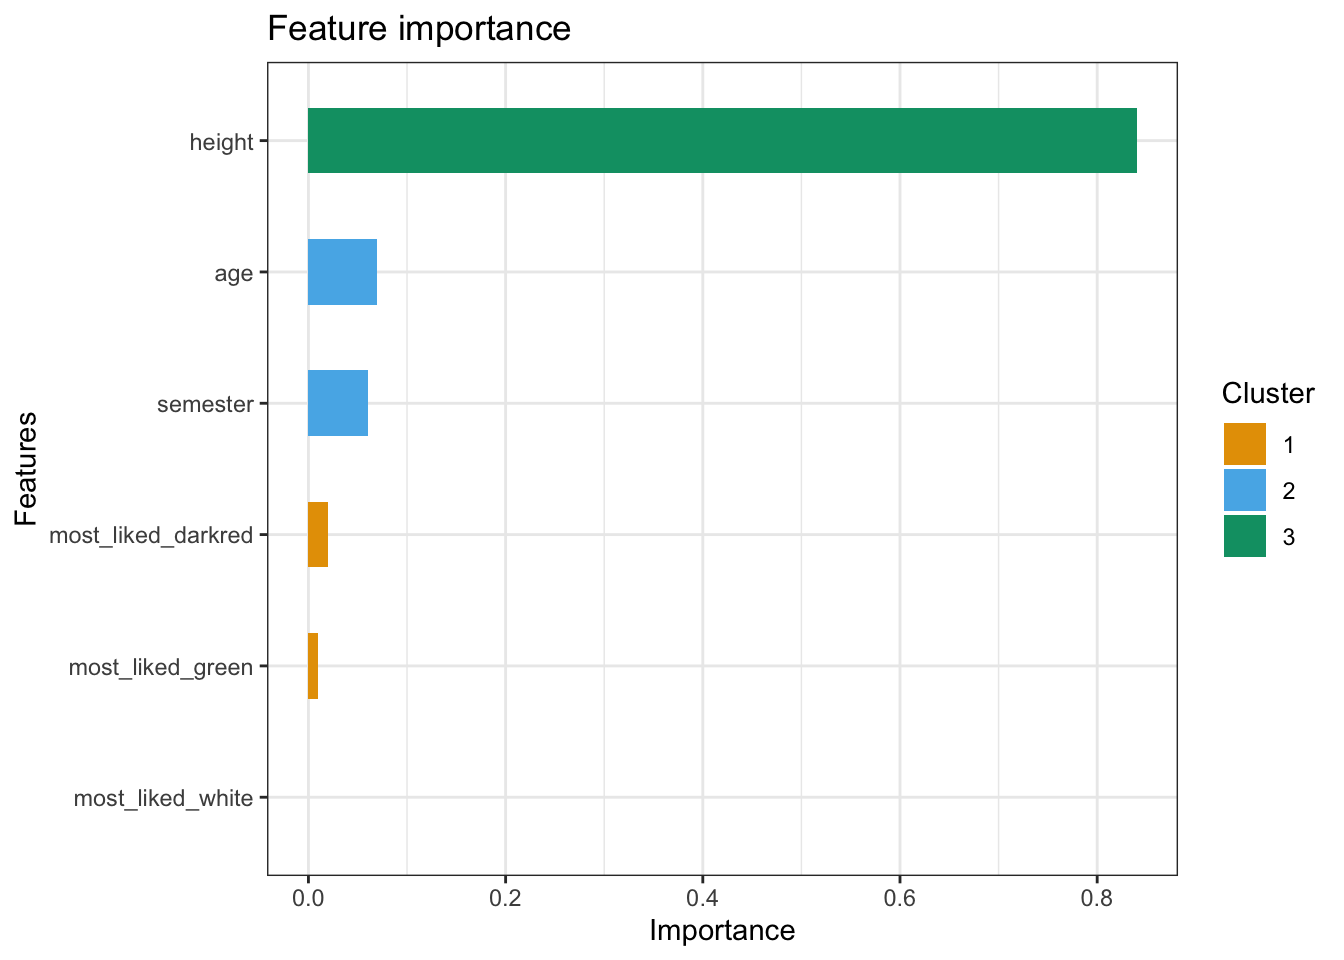 Feature importance
height
age
semester
most_liked_darkred
most_liked_green
most_liked_white
Features
0.0 0.2 0.4 0.6 0.8
Importance
Cluster
1
2
3